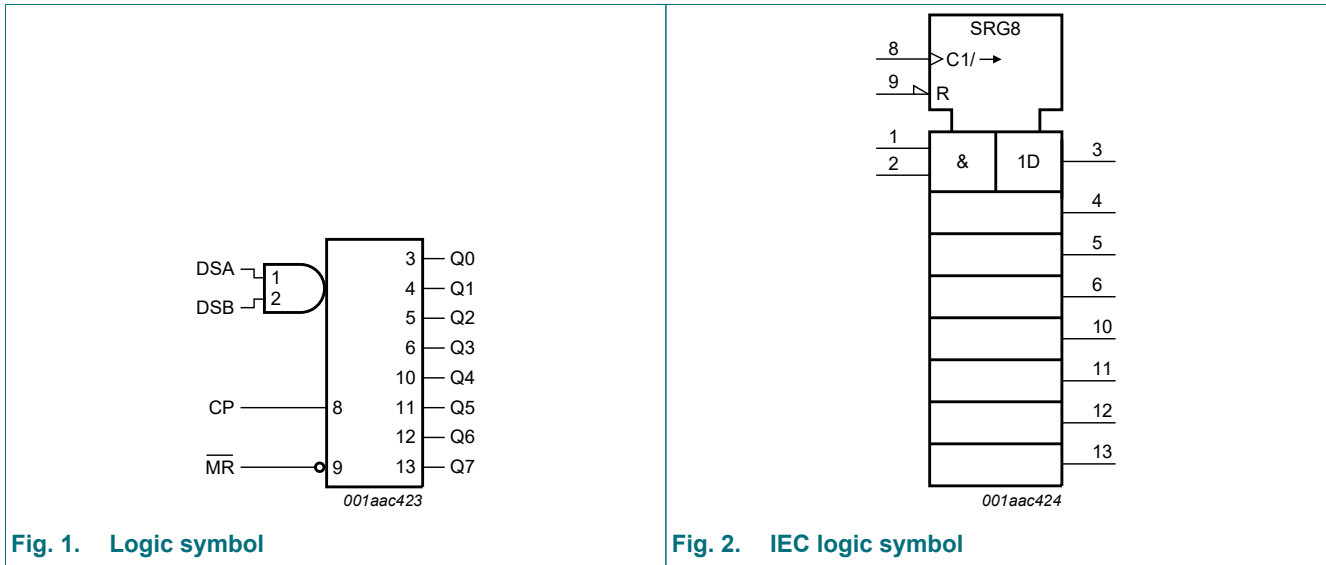 DSA
DSB
CP
M̅R̅
1
2
8
9
3
4
5
6
10
11
12
13
Q0
Q1
Q2
Q3
Q4
Q5
Q6
Q7
001aac423
Fig. 1. Logic symbol
SRG8
8
C1/ →
9
R
1
2
&
1D
3
4
5
6
10
11
12
13
001aac424
Fig. 2. IEC logic symbol